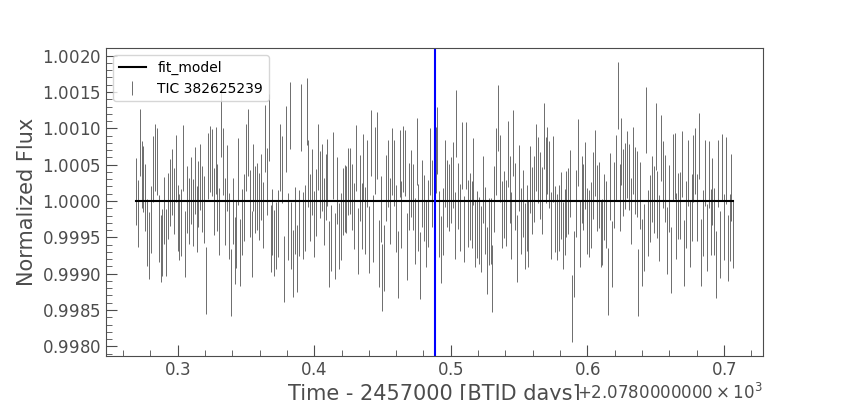 1.0020
1.0015
1.0010
1.0005
1.0000
0.9995
0.9990
0.9985
0.9980
Normalized Flux
fit_model
TIC 382625239
0.3 0.4 0.5 0.6 0.7
Time - 2457000 [BTJD days]
+2.0780000000 × 10³